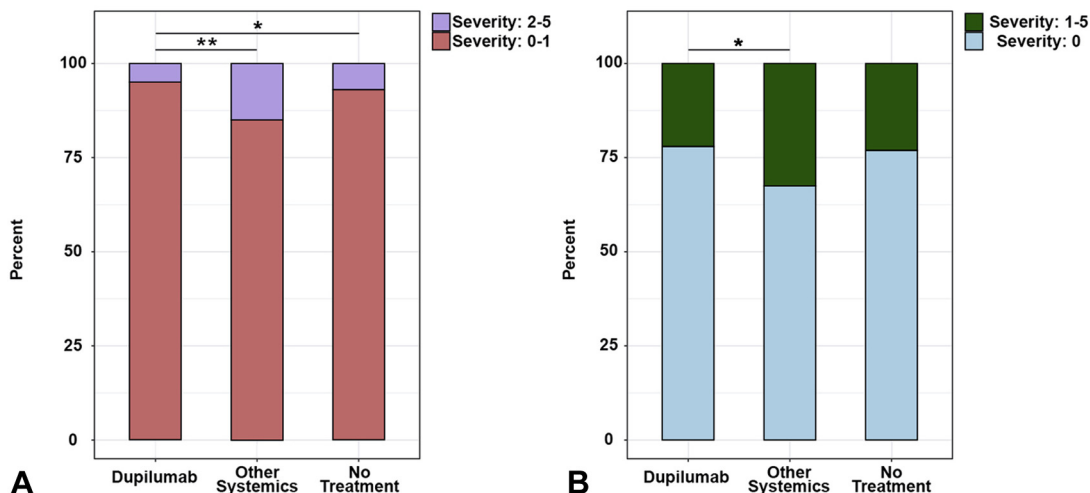 Severity: 2-5
Severity: 0-1
*
**
100
75
50
25
0
Percent
Dupilumab
Other
Systemics
No
Treatment
A
Severity: 1-5
Severity: 0
*
100
75
50
25
0
Percent
Dupilumab
Other
Systemics
No
Treatment
B